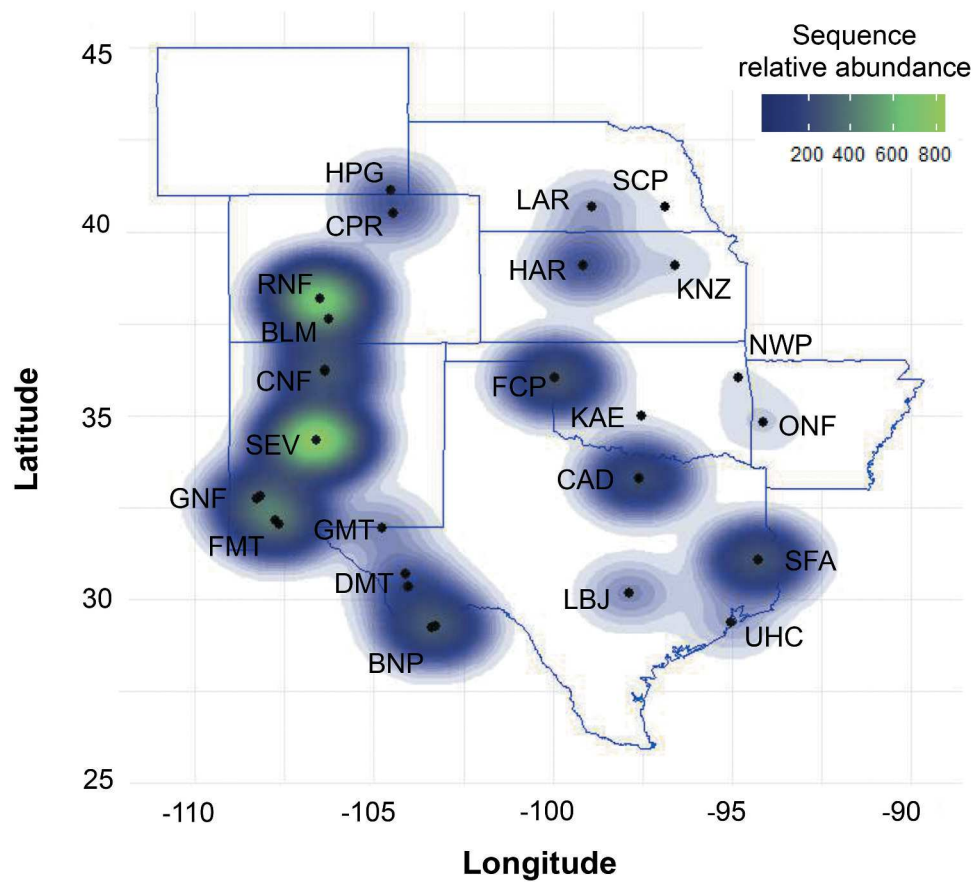 Sequence
relative abundance
200 400 600 800
45
HPG
SCP
LAR
40
CPR
HAR
RNF
KNZ
BLM
NWP
CNF
FCP
35
KAE
ONF
SEV
CAD
GNF
GMT
FMT
SFA
DMT
30
LBJ
UHC
BNP
25
-110 -105 -100 -95 -90
Latitude
Longitude